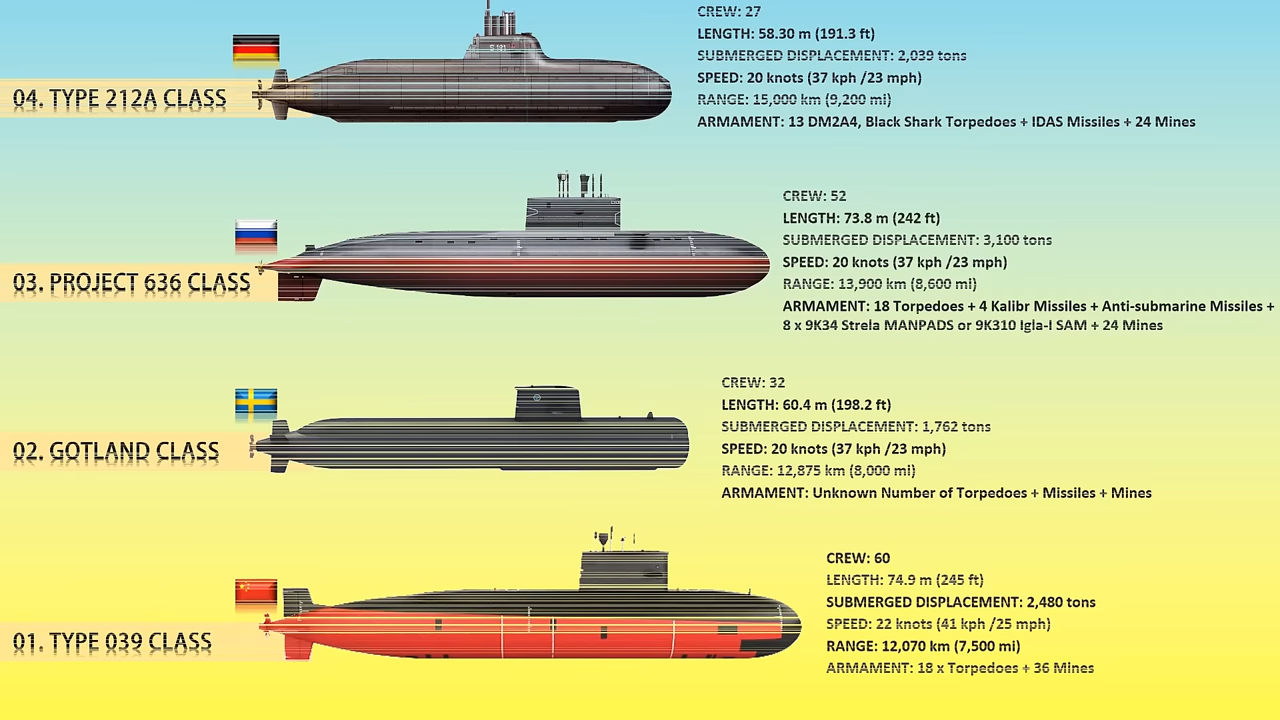 CREW: 27
LENGTH: 58.30 m (191.3 ft)
SUBMERGED DISPLACEMENT: 2,039 tons
SPEED: 20 knots (37 kph /23 mph)
RANGE: 15,000 km (9,200 mi)
ARMAMENT: 13 DM2A4, Black Shark Torpedoes + IDAS Missiles + 24 Mines
04. TYPE 212A CLASS
CREW: 52
LENGTH: 73.8 m (242 ft)
SUBMERGED DISPLACEMENT: 3,100 tons
SPEED: 20 knots (37 kph /23 mph)
RANGE: 13,900 km (8,600 mi)
ARMAMENT: 18 Torpedoes + 4 Kalibr Missiles + Anti-submarine Missiles +
8 x 9K34 Strela MANPADS or 9K310 Igla-I SAM + 24 Mines
03. PROJECT 636 CLASS
CREW: 32
LENGTH: 60.4 m (198.2 ft)
SUBMERGED DISPLACEMENT: 1,762 tons
SPEED: 20 knots (37 kph /23 mph)
RANGE: 12,875 km (8,000 mi)
ARMAMENT: Unknown Number of Torpedoes + Missiles + Mines
02. GOTLAND CLASS
CREW: 60
LENGTH: 74.9 m (245 ft)
SUBMERGED DISPLACEMENT: 2,480 tons
SPEED: 22 knots (41 kph /25 mph)
RANGE: 12,070 km (7,500 mi)
ARMAMENT: 18 x Torpedoes + 36 Mines
01. TYPE 039 CLASS